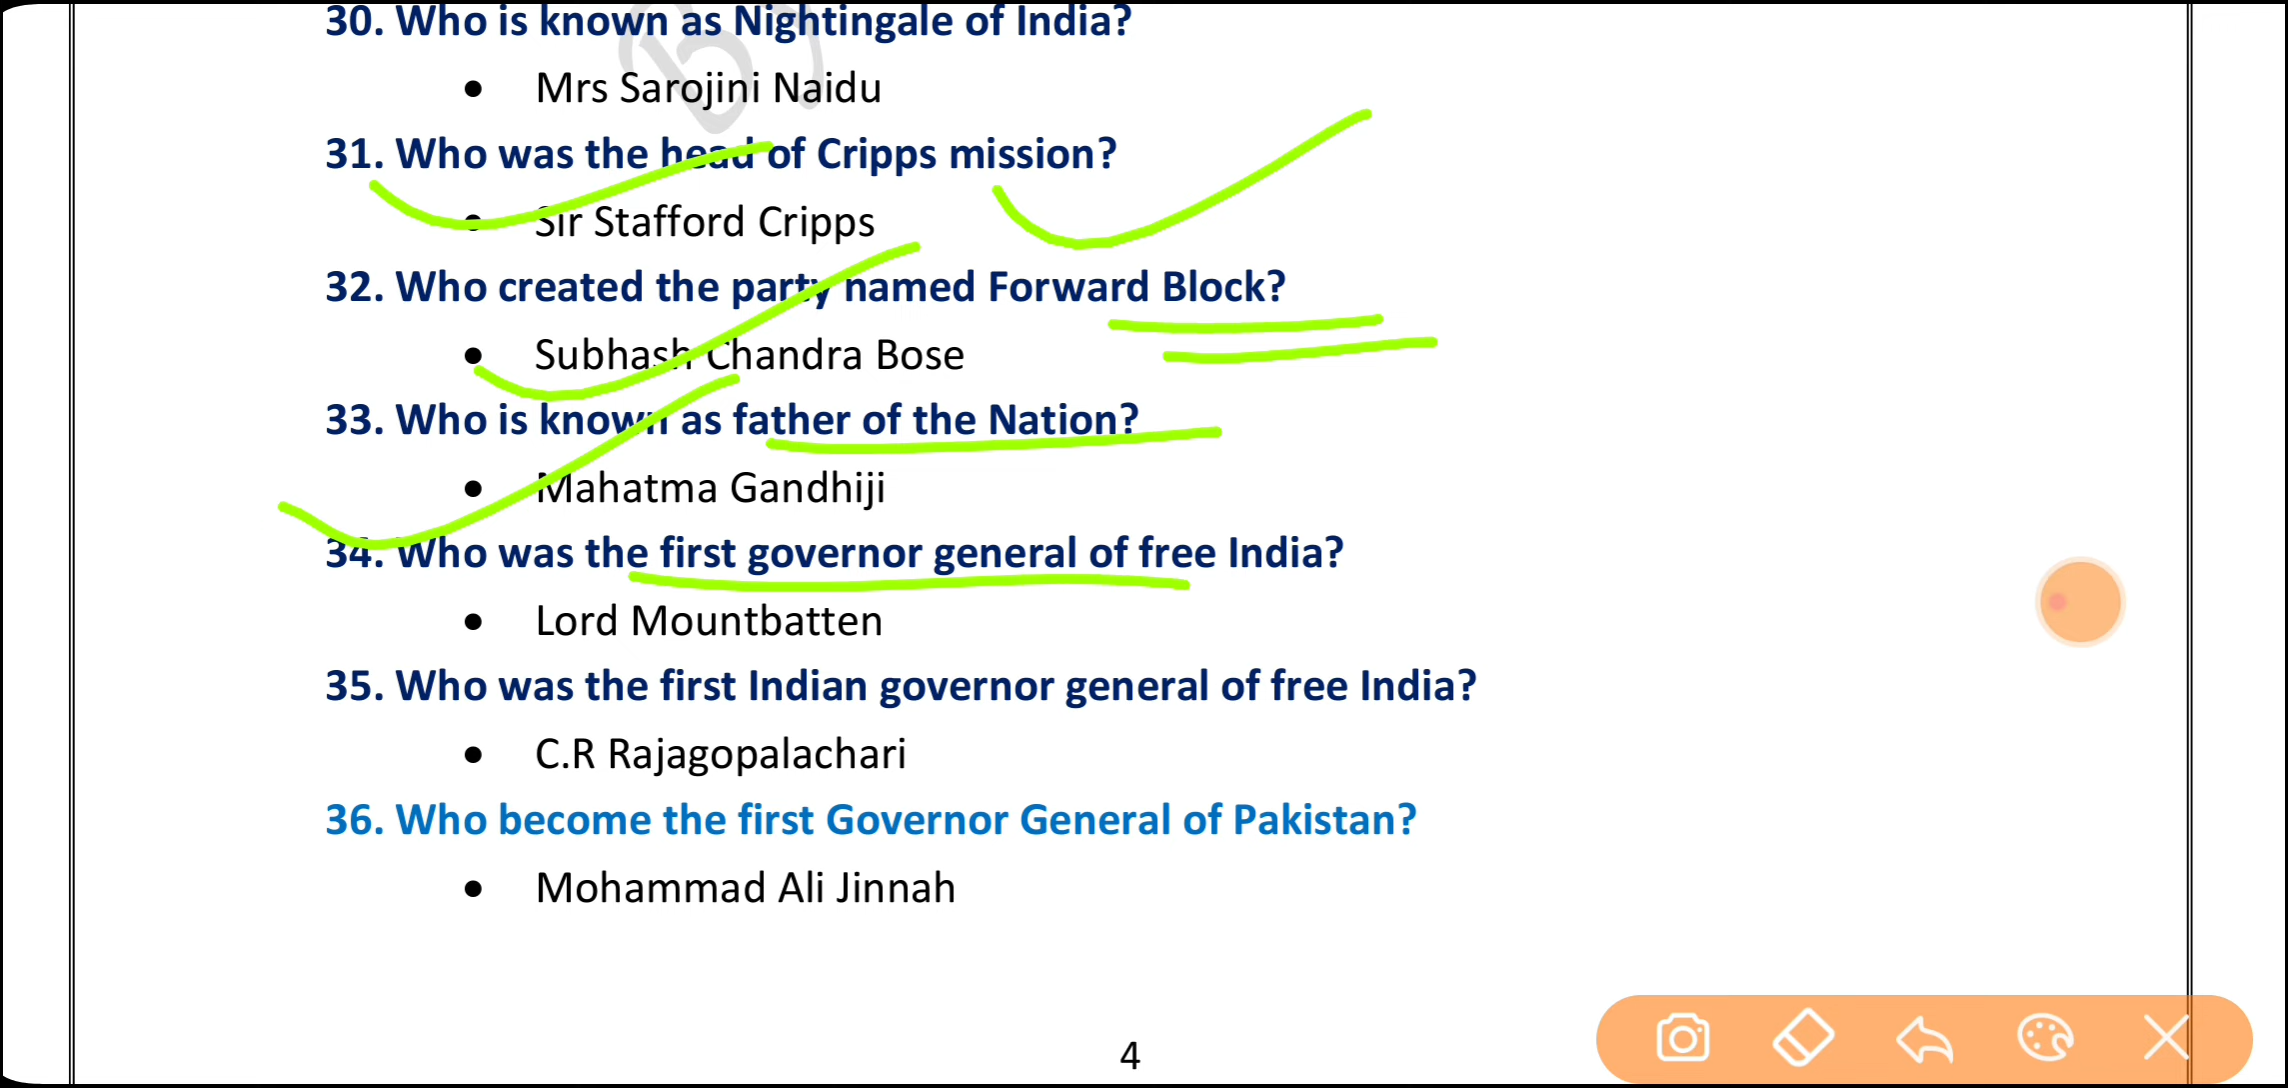 30. Who is known as Nightingale of India?
• Mrs Sarojini Naidu
31. Who was the head of Cripps mission?
• Sir Stafford Cripps
32. Who created the party named Forward Block?
• Subhash Chandra Bose
33. Who is known as father of the Nation?
• Mahatma Gandhiji
34. Who was the first governor general of free India?
• Lord Mountbatten
35. Who was the first Indian governor general of free India?
• C.R Rajagopalachari
36. Who become the first Governor General of Pakistan?
• Mohammad Ali Jinnah
4